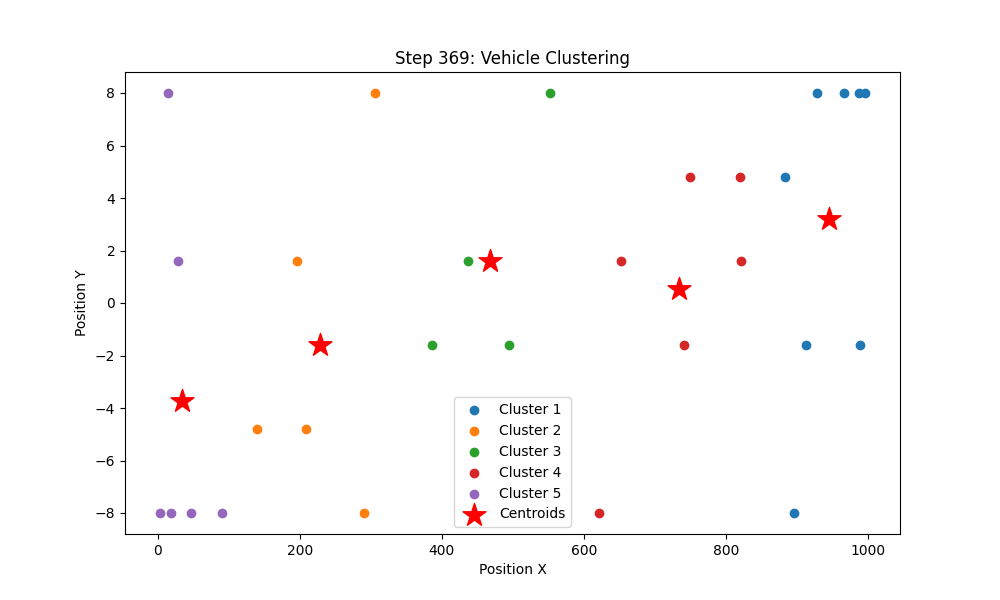 Step 369: Vehicle Clustering
Position Y
8
6
4
2
0
−2
−4
−6
−8
Cluster 1
Cluster 2
Cluster 3
Cluster 4
Cluster 5
Centroids
0 200 400 600 800 1000
Position X